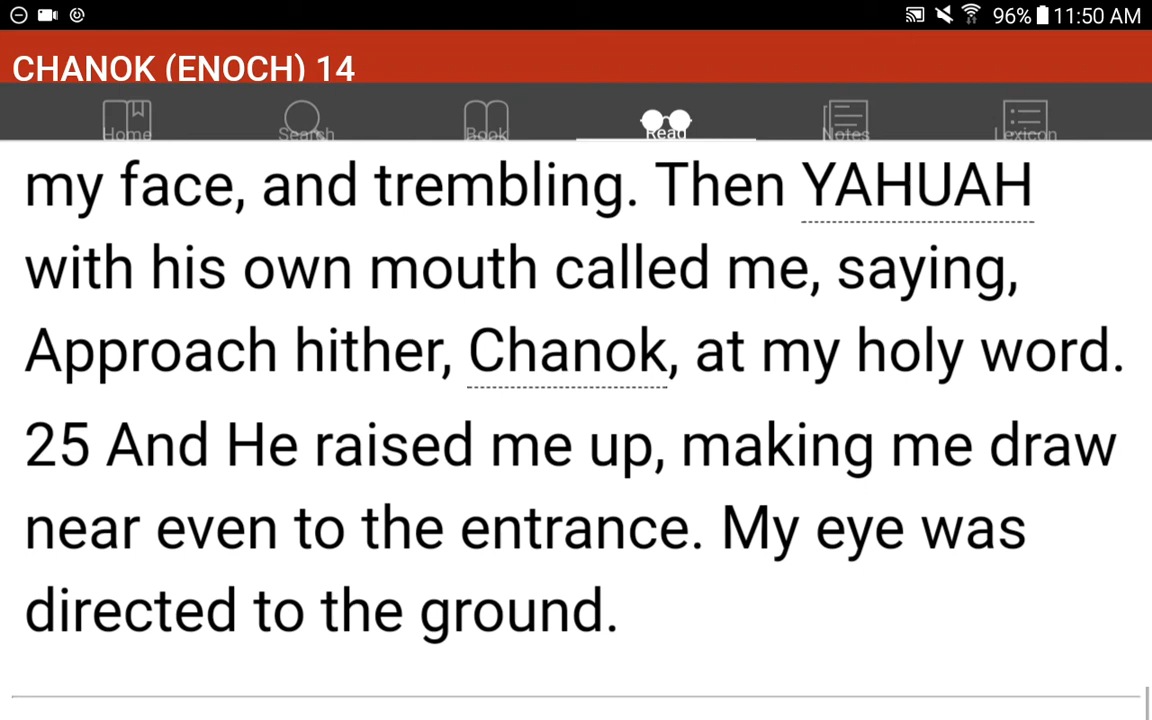 96% 11:50 AM
CHANOK (ENOCH) 14
Home Search Book Read Notes Lexicon
my face, and trembling. Then YAHUAH
with his own mouth called me, saying,
Approach hither, Chanok, at my holy word.
25 And He raised me up, making me draw
near even to the entrance. My eye was
directed to the ground.